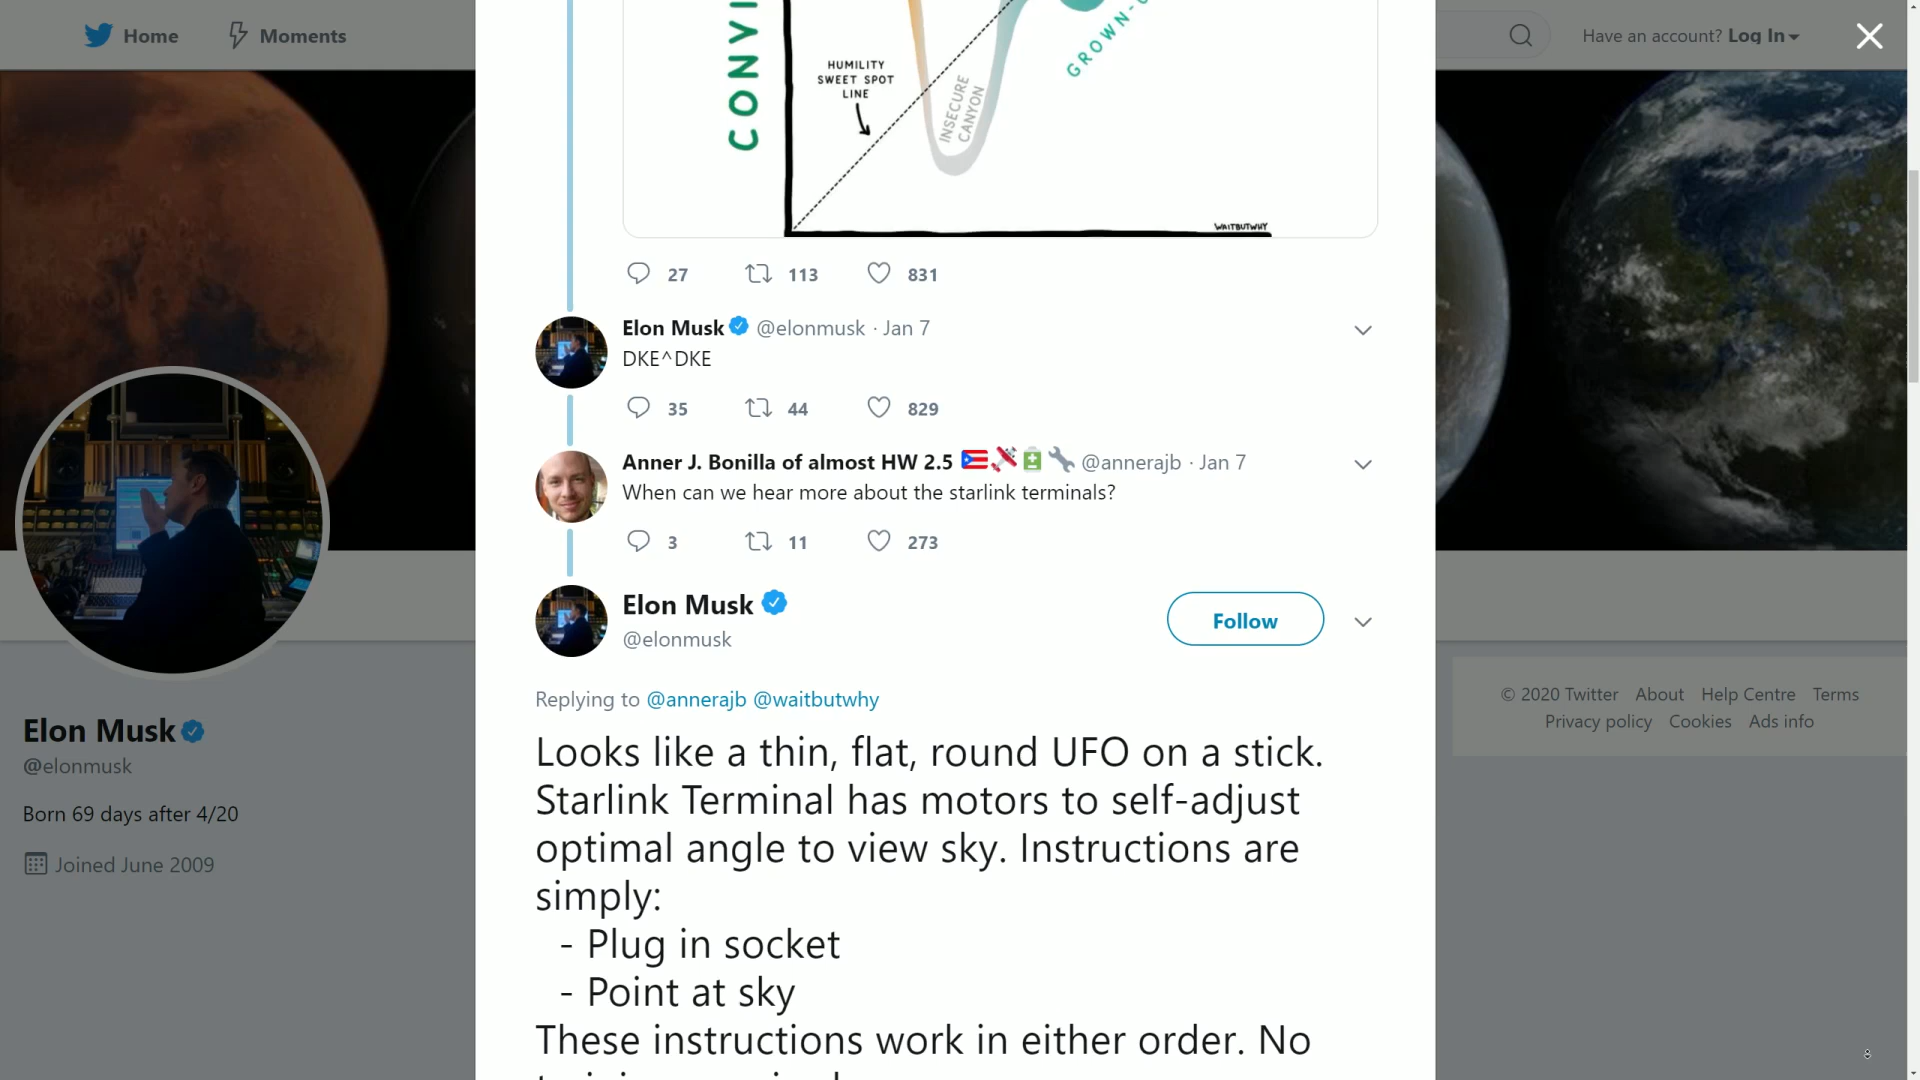 Home
Moments
Have an account? Log In
CONVI
HUMILITY
SWEET SPOT
LINE
INSECURE
CANYON
GROWN-
WAITBUTWHY
27 113 831
Elon Musk @elonmusk · Jan 7
DKE^DKE
35 44 829
Anner J. Bonilla of almost HW 2.5 @annerajb · Jan 7
When can we hear more about the starlink terminals?
3 11 273
Elon Musk
@elonmusk
Follow
Replying to @annerajb @waitbutwhy
Looks like a thin, flat, round UFO on a stick.
Starlink Terminal has motors to self-adjust
optimal angle to view sky. Instructions are
simply:
- Plug in socket
- Point at sky
These instructions work in either order. No
Elon Musk
@elonmusk
Born 69 days after 4/20
Joined June 2009
© 2020 Twitter About Help Centre Terms
Privacy policy Cookies Ads info